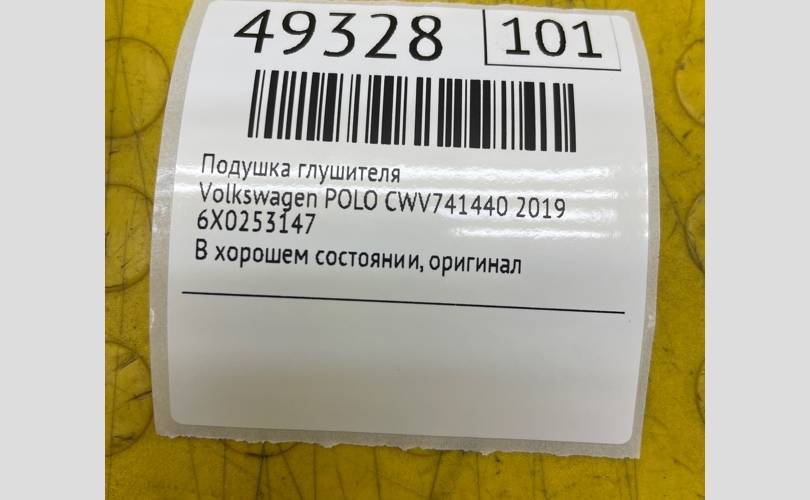 49328 101
Подушка глушителя
Volkswagen POLO CWV741440 2019
6X0253147
В хорошем состоянии, оригинал